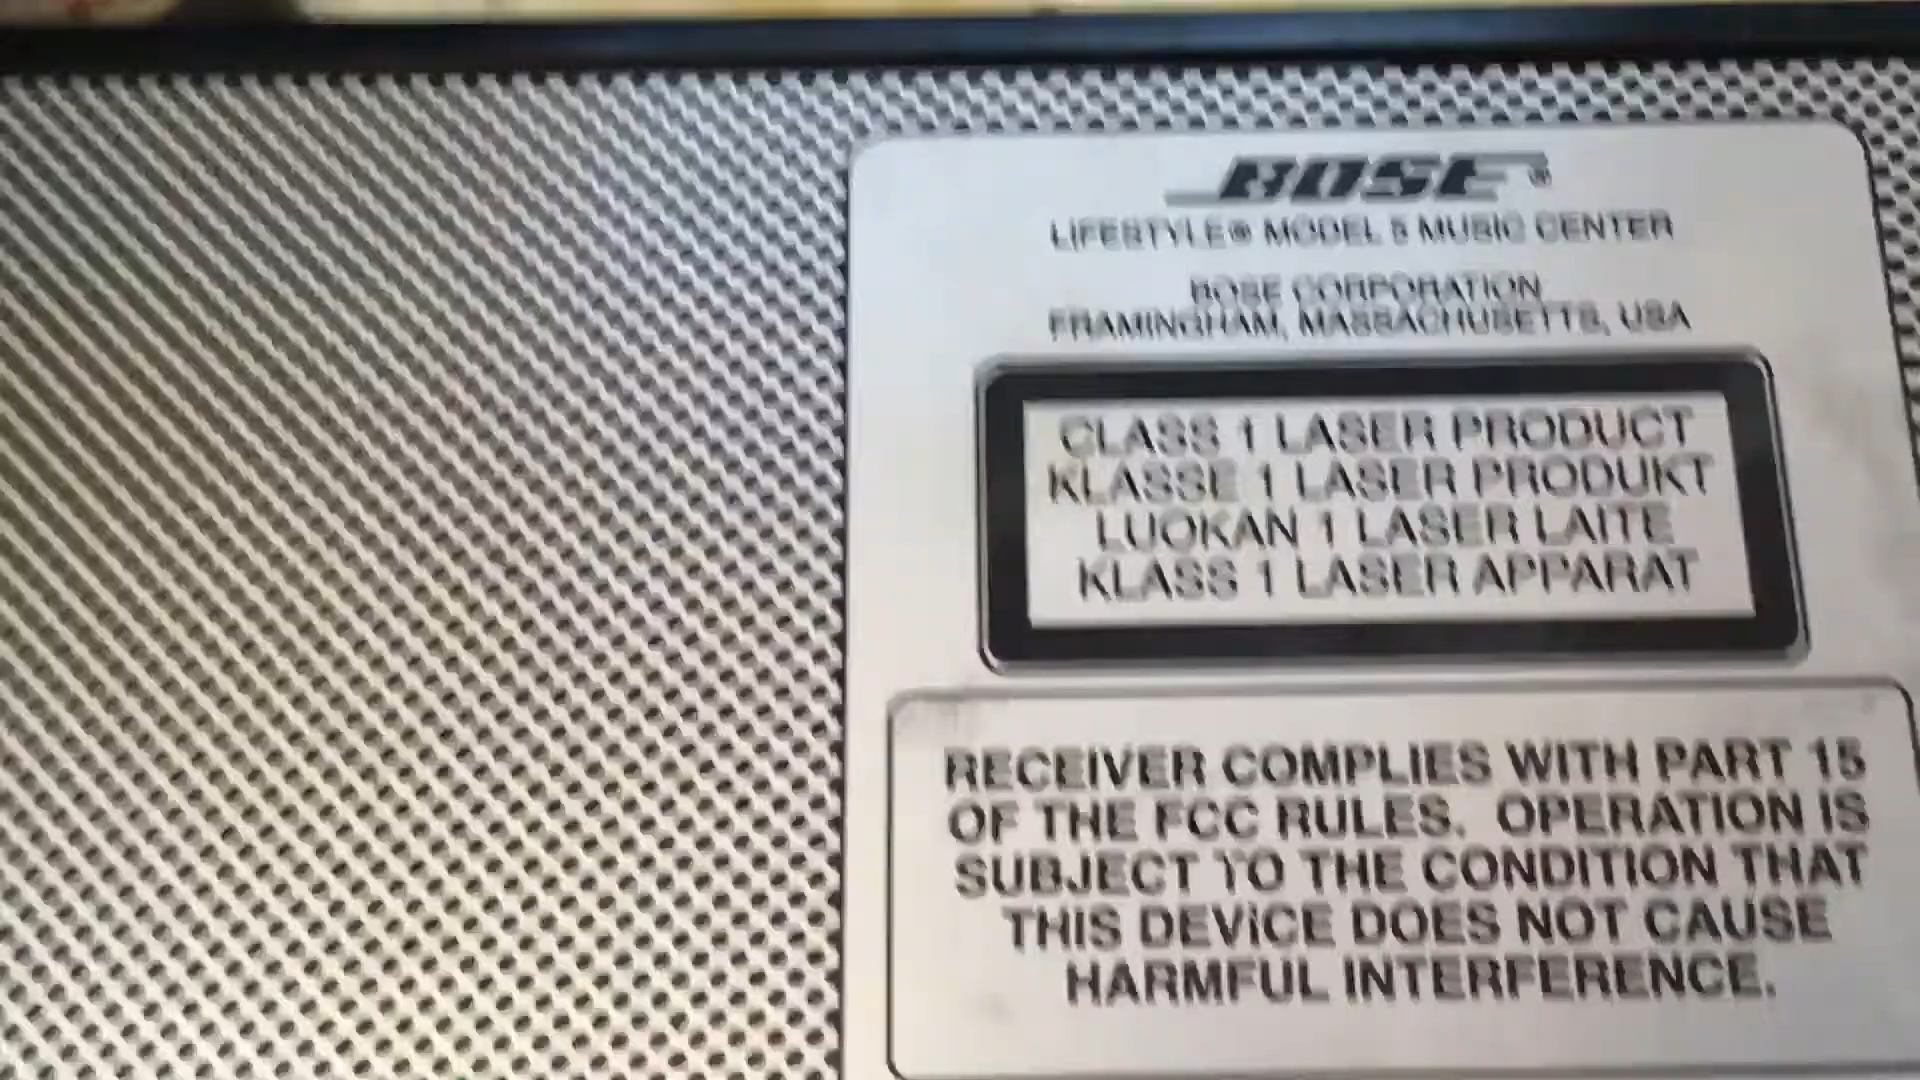 BOSE®
LIFESTYLE® MODEL 5 MUSIC CENTER
BOSE CORPORATION
FRAMINGHAM, MASSACHUSETTS, USA
CLASS 1 LASER PRODUCT
KLASSE 1 LASER PRODUKT
LUOKAN 1 LASER LAITE
KLASS 1 LASER APPARAT
RECEIVER COMPLIES WITH PART 15
OF THE FCC RULES. OPERATION IS
SUBJECT TO THE CONDITION THAT
THIS DEVICE DOES NOT CAUSE
HARMFUL INTERFERENCE.